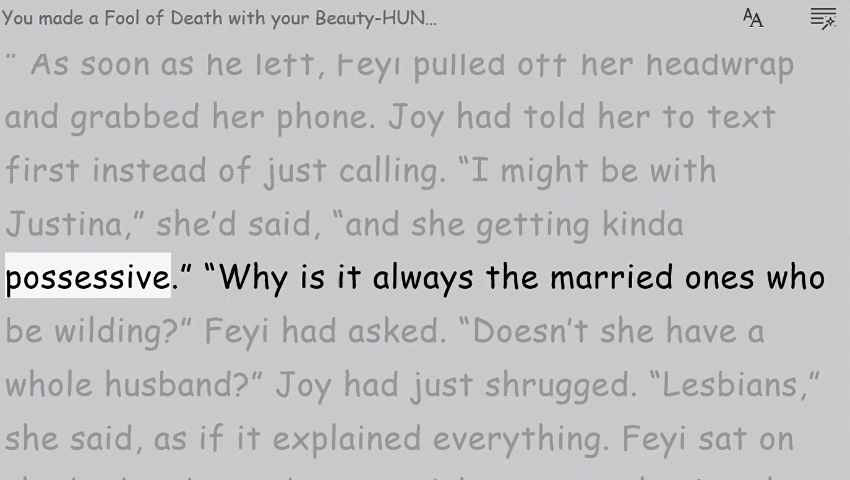 You made a Fool of Death with your Beauty-HUN...
AA
" As soon as he left, Feyi pulled off her headwrap
and grabbed her phone. Joy had told her to text
first instead of just calling. “I might be with
Justina,” she’d said, “and she getting kinda
possessive.” “Why is it always the married ones who
be wilding?” Feyi had asked. “Doesn’t she have a
whole husband?” Joy had just shrugged. “Lesbians,”
she said, as if it explained everything. Feyi sat on